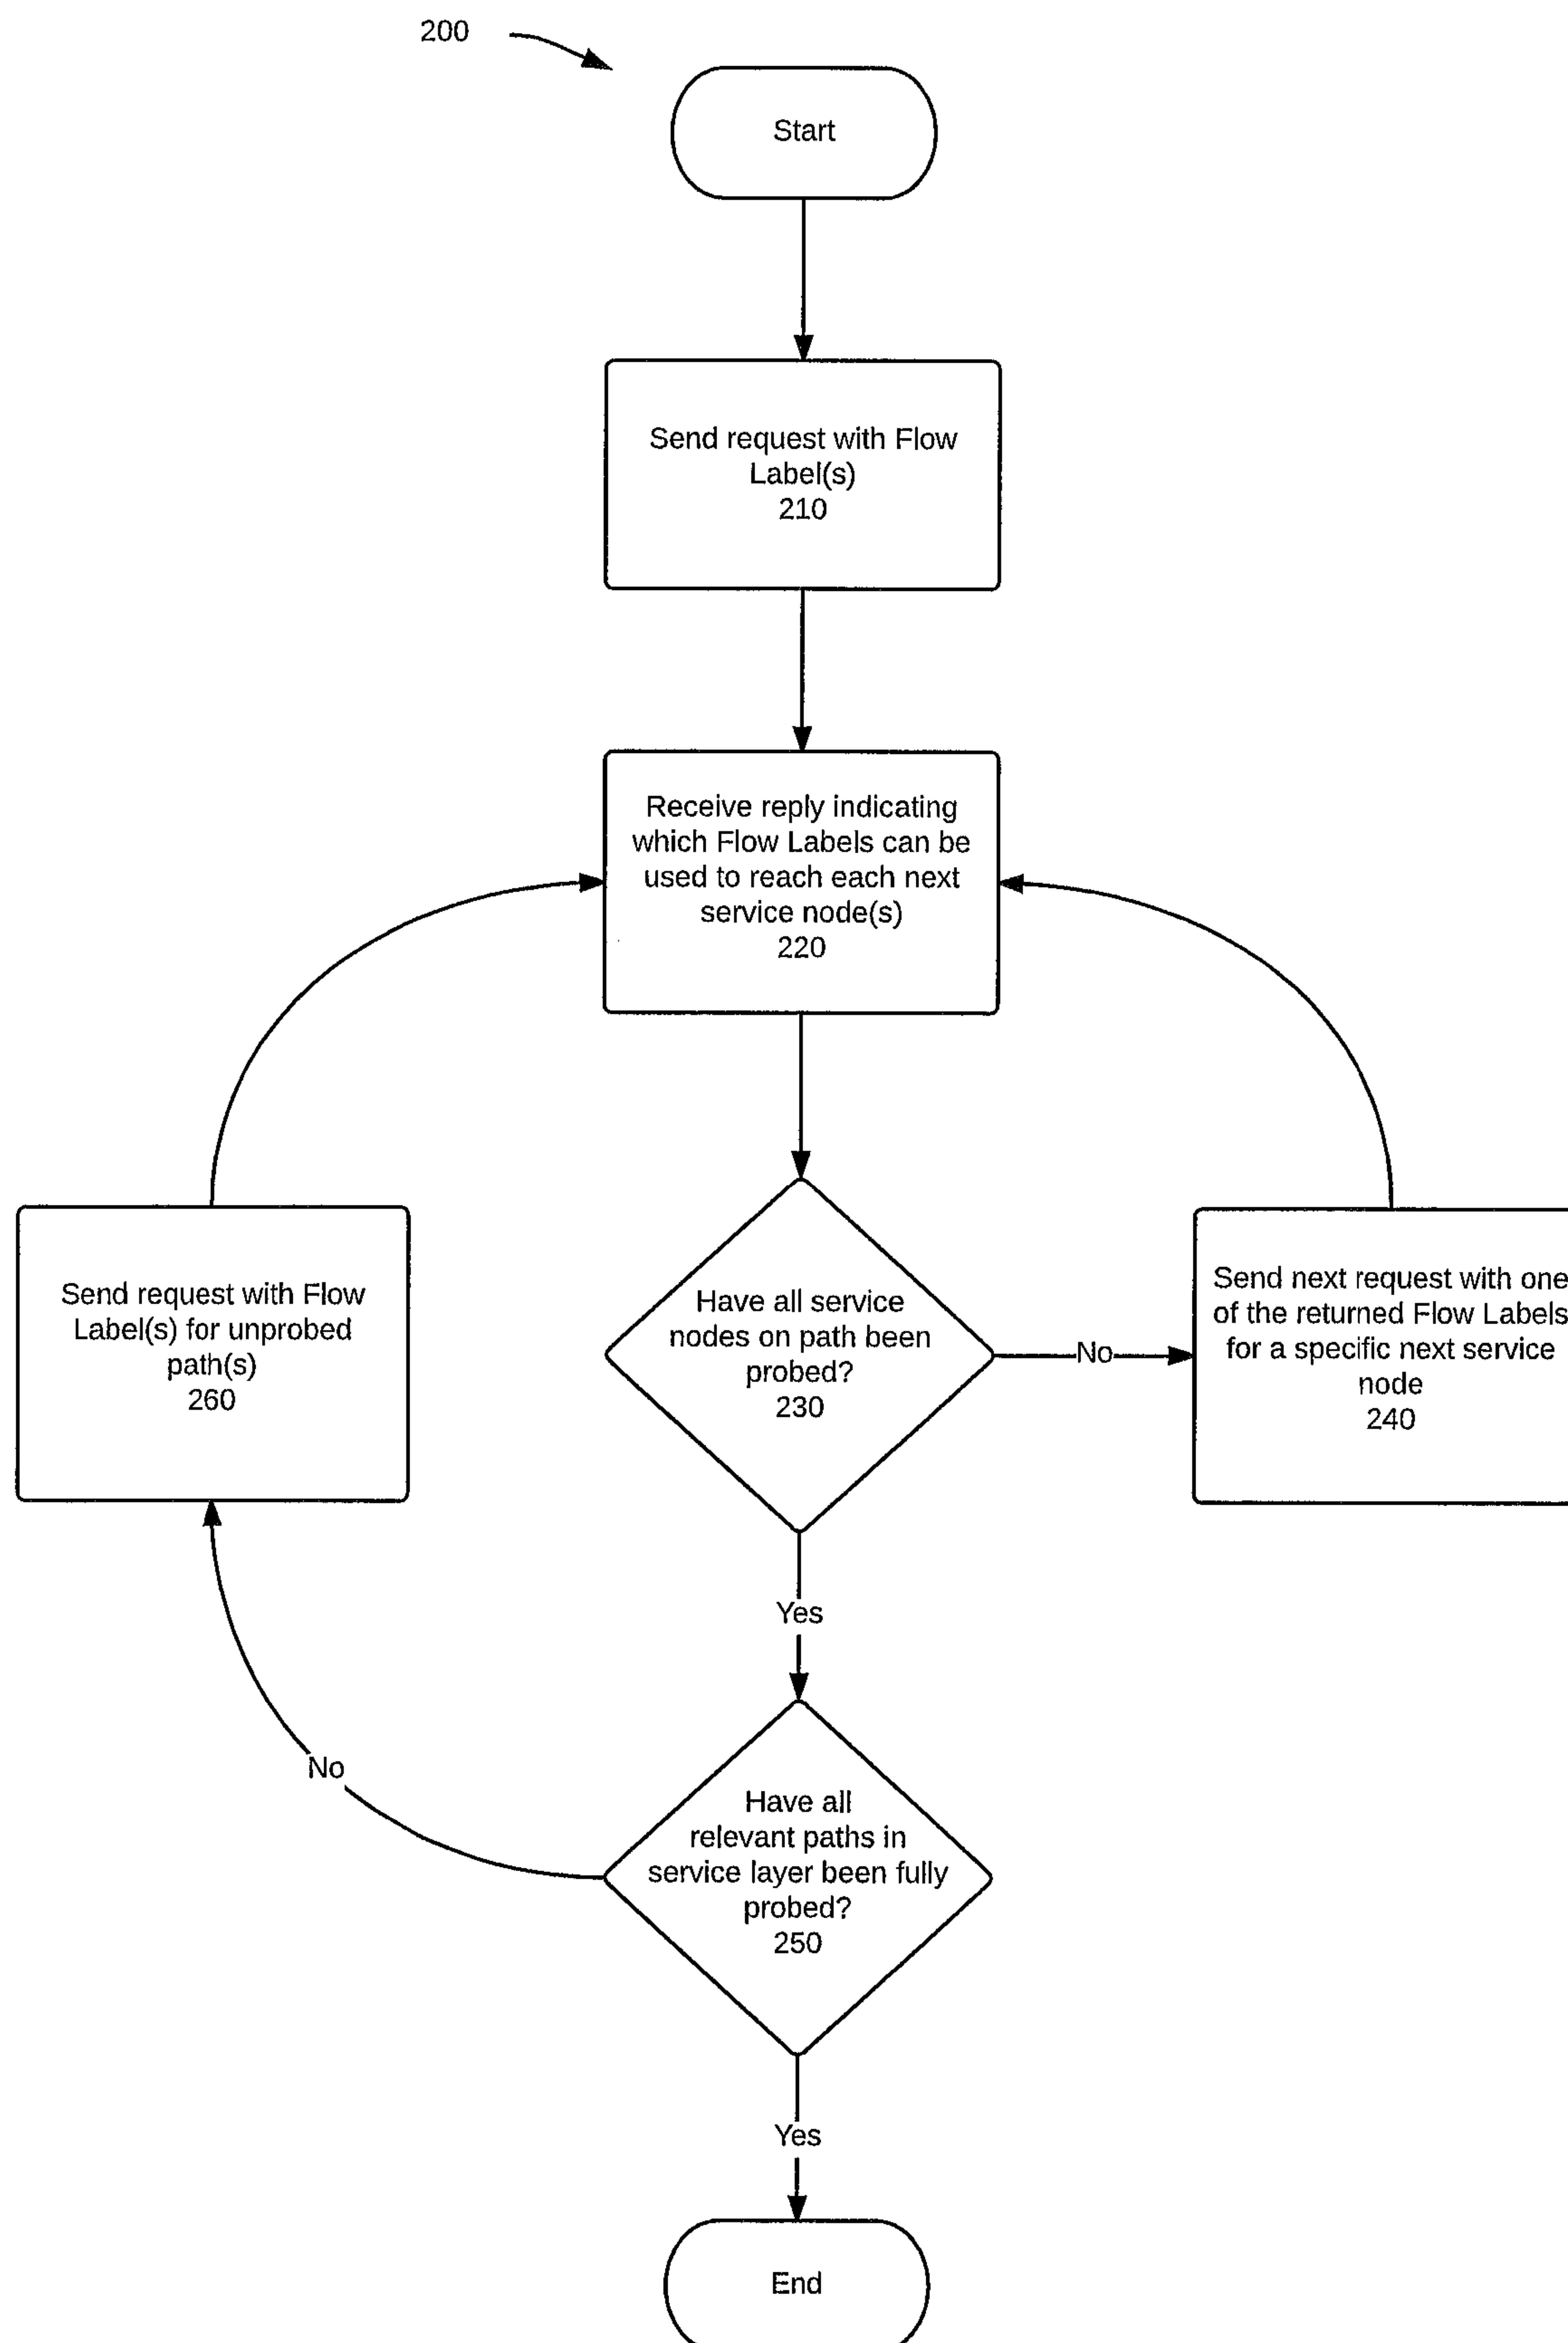 200
Start
Send request with Flow
Label(s)
210
Receive reply indicating
which Flow Labels can be
used to reach each next
service node(s)
220
Send request with Flow
Label(s) for unprobed
path(s)
260
Have all service
nodes on path been
probed?
230
No
Send next request with one
of the returned Flow Labels
for a specific next service
node
240
Yes
No
Have all
relevant paths in
service layer been fully
probed?
250
Yes
End